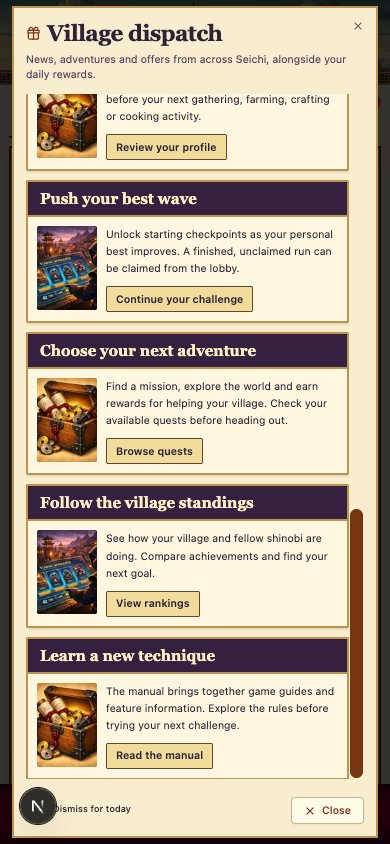 Village dispatch
News, adventures and offers from across Seichi, alongside your
daily rewards.
before your next gathering, farming, crafting
or cooking activity.
Review your profile
Push your best wave
Unlock starting checkpoints as your personal
best improves. A finished, unclaimed run can
be claimed from the lobby.
Continue your challenge
Choose your next adventure
Find a mission, explore the world and earn
rewards for helping your village. Check your
available quests before heading out.
Browse quests
Follow the village standings
See how your village and fellow shinobi are
doing. Compare achievements and find your
next goal.
View rankings
Learn a new technique
The manual brings together game guides and
feature information. Explore the rules before
trying your next challenge.
Read the manual
N
Dismiss for today
Close